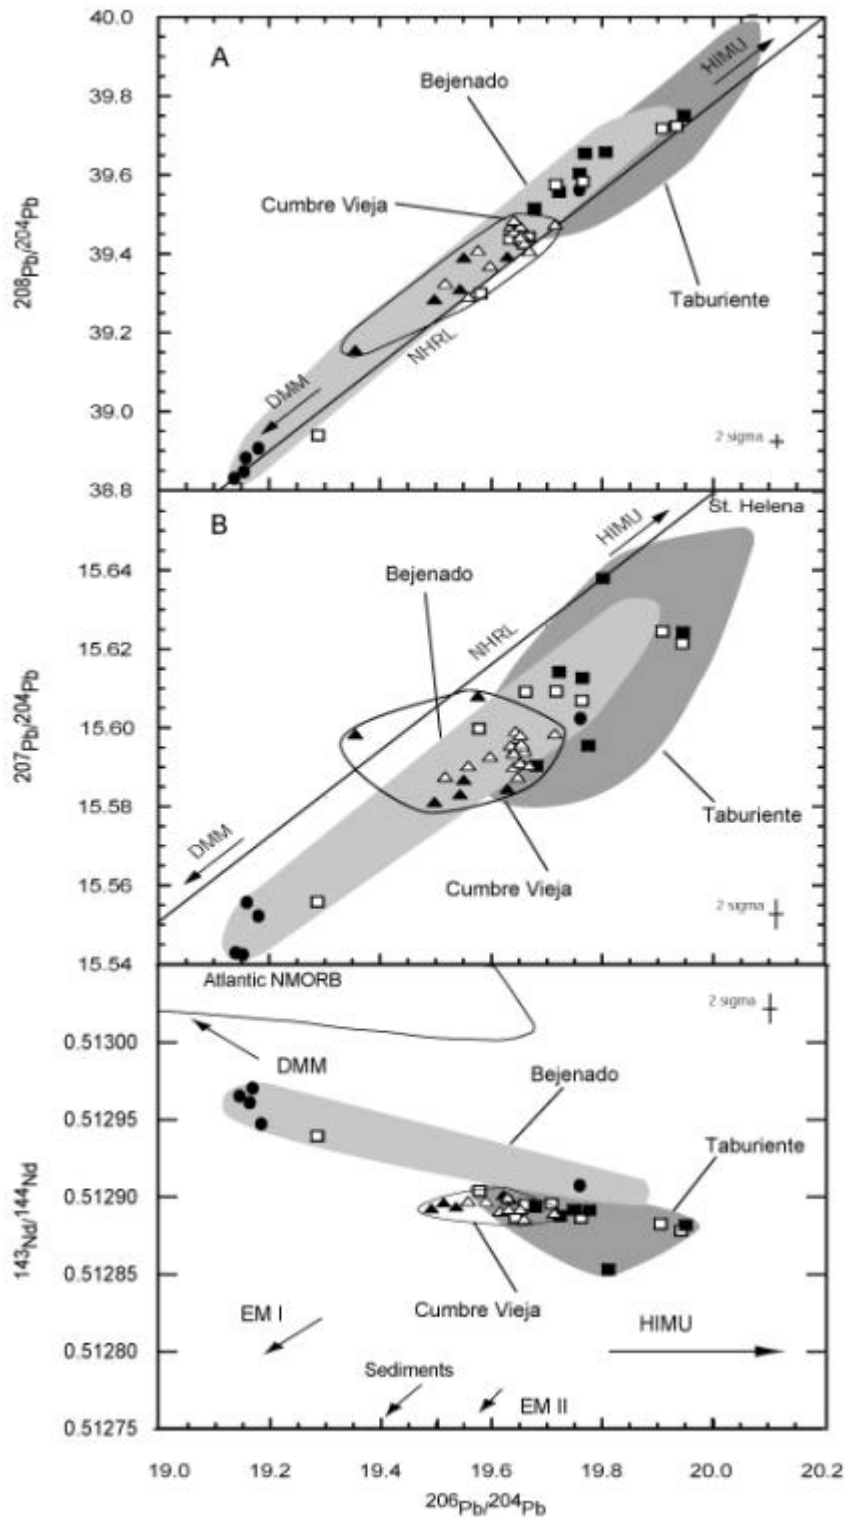 40.0
A
HIMU
Bejenado
39.8
39.6
Cumbre Vieja
208Pb/204Pb
39.4
Taburiente
39.2
NHRL
DMM
39.0
2 sigma
38.8
B
HIMU
St. Helena
15.64
Bejenado
NHRL
15.62
207Pb/204Pb
15.60
15.58
Taburiente
DMM
Cumbre Vieja
15.56
2 sigma
15.54
Atlantic NMORB
2 sigma
0.51300
DMM
Bejenado
0.51295
Taburiente
143Nd/144Nd
0.51290
0.51285
Cumbre Vieja
EM I
HIMU
0.51280
Sediments
EM II
0.51275
19.0 19.2 19.4 19.6 19.8 20.0 20.2
206Pb/204Pb